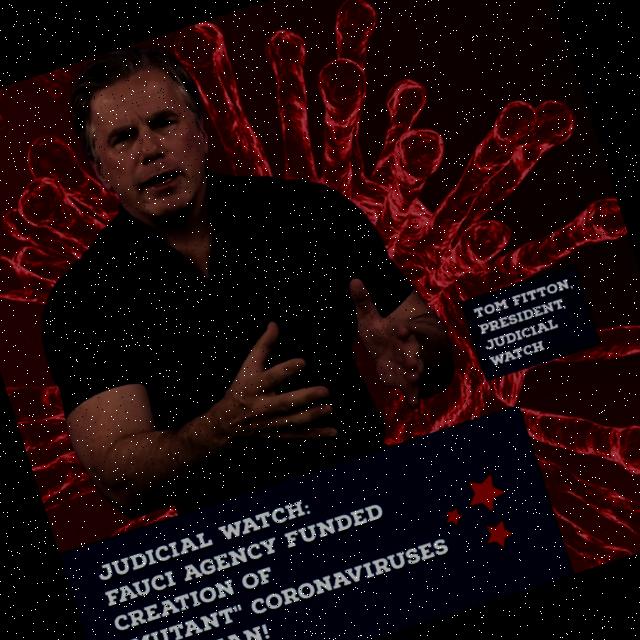 TOM FITTON
PRESIDENT
JUDICIAL
WATCH
JUDICIAL WATCH:
FAUCI AGENCY FUNDED
CREATION OF
MUTANT' CORONAVIRUSES